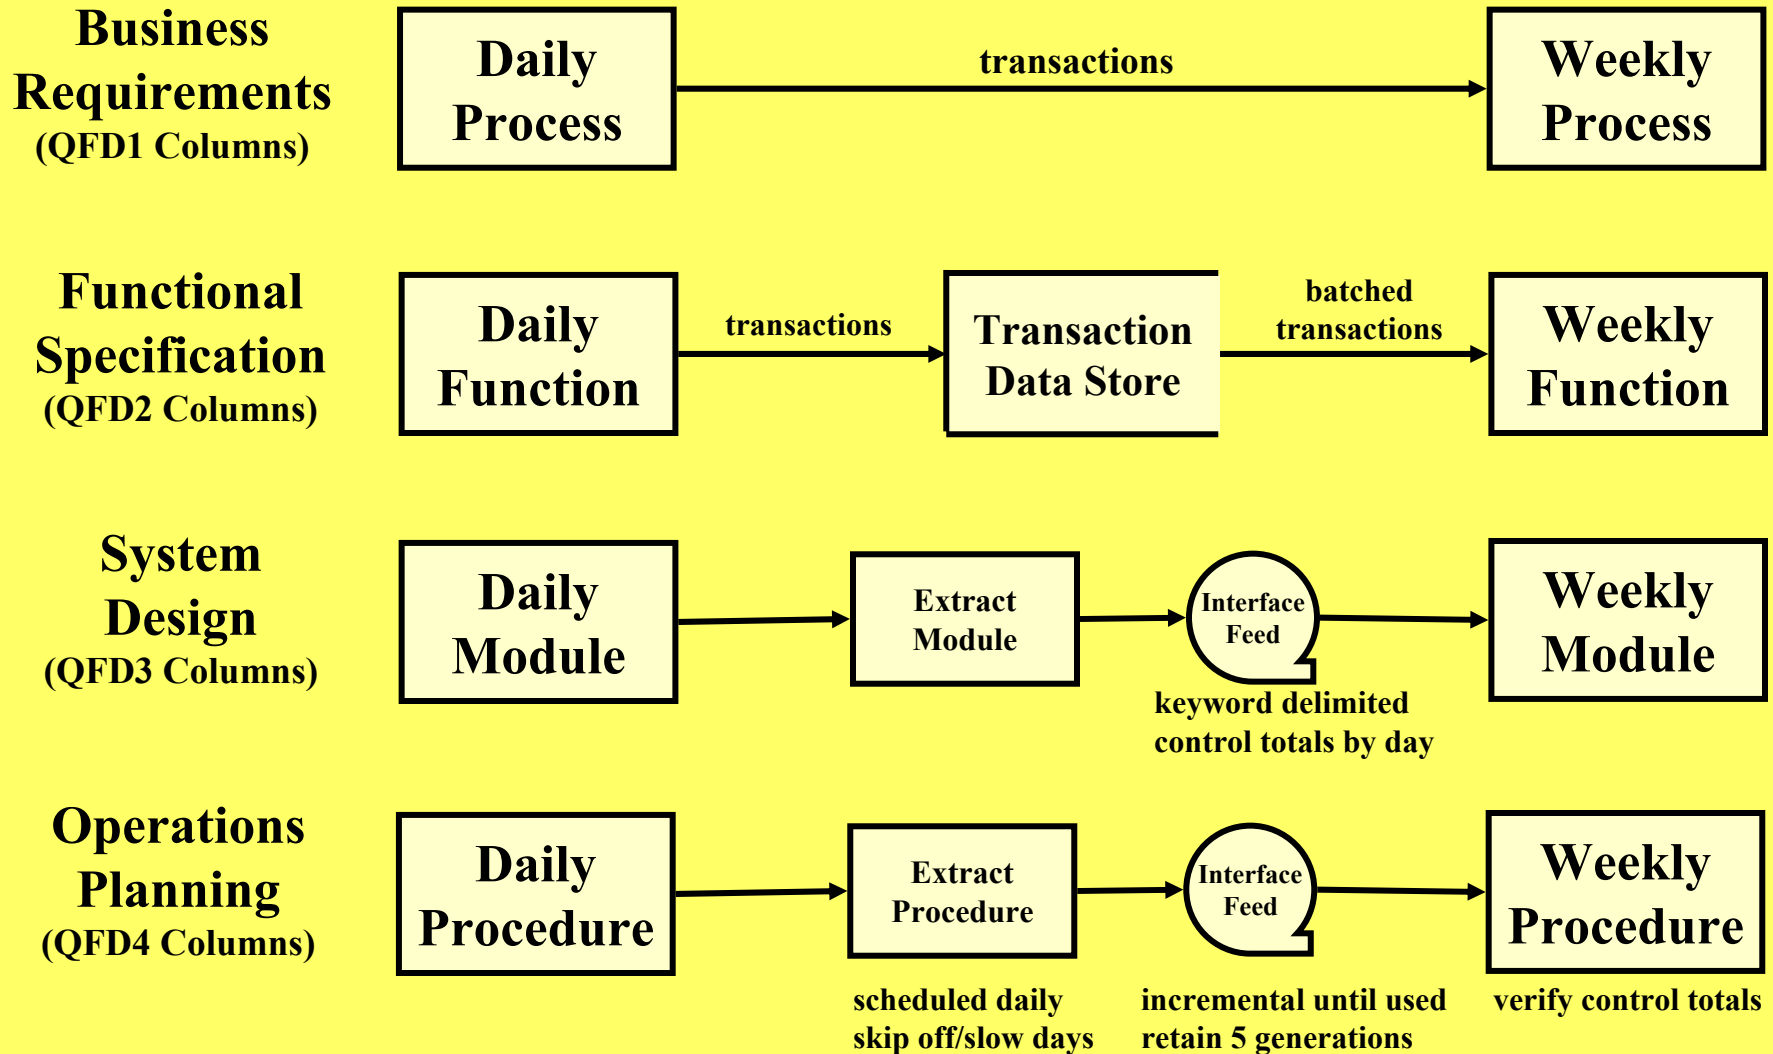 Business
Requirements
(QFD1 Columns)
Daily
Process
transactions
Weekly
Process
Functional
Specification
(QFD2 Columns)
Daily
Function
transactions
Transaction
Data Store
batched
transactions
Weekly
Function
System
Design
(QFD3 Columns)
Daily
Module
Extract
Module
Interface
Feed
keyword delimited
control totals by day
Weekly
Module
Operations
Planning
(QFD4 Columns)
Daily
Procedure
Extract
Procedure
scheduled daily
skip off/slow days
Interface
Feed
incremental until used
retain 5 generations
Weekly
Procedure
verify control totals